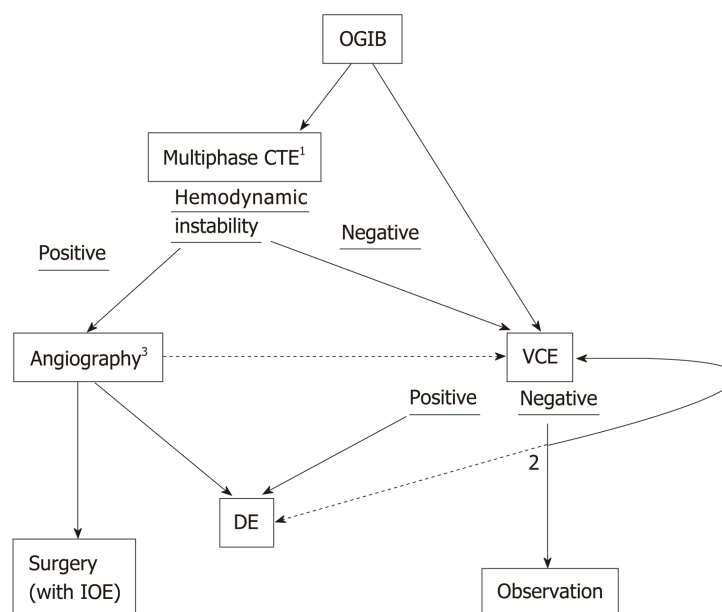 OGIB
Multiphase CTE¹
Hemodynamic
instability
Positive
Negative
Angiography³
VCE
Positive
Negative
2
DE
Surgery
(with IOE)
Observation